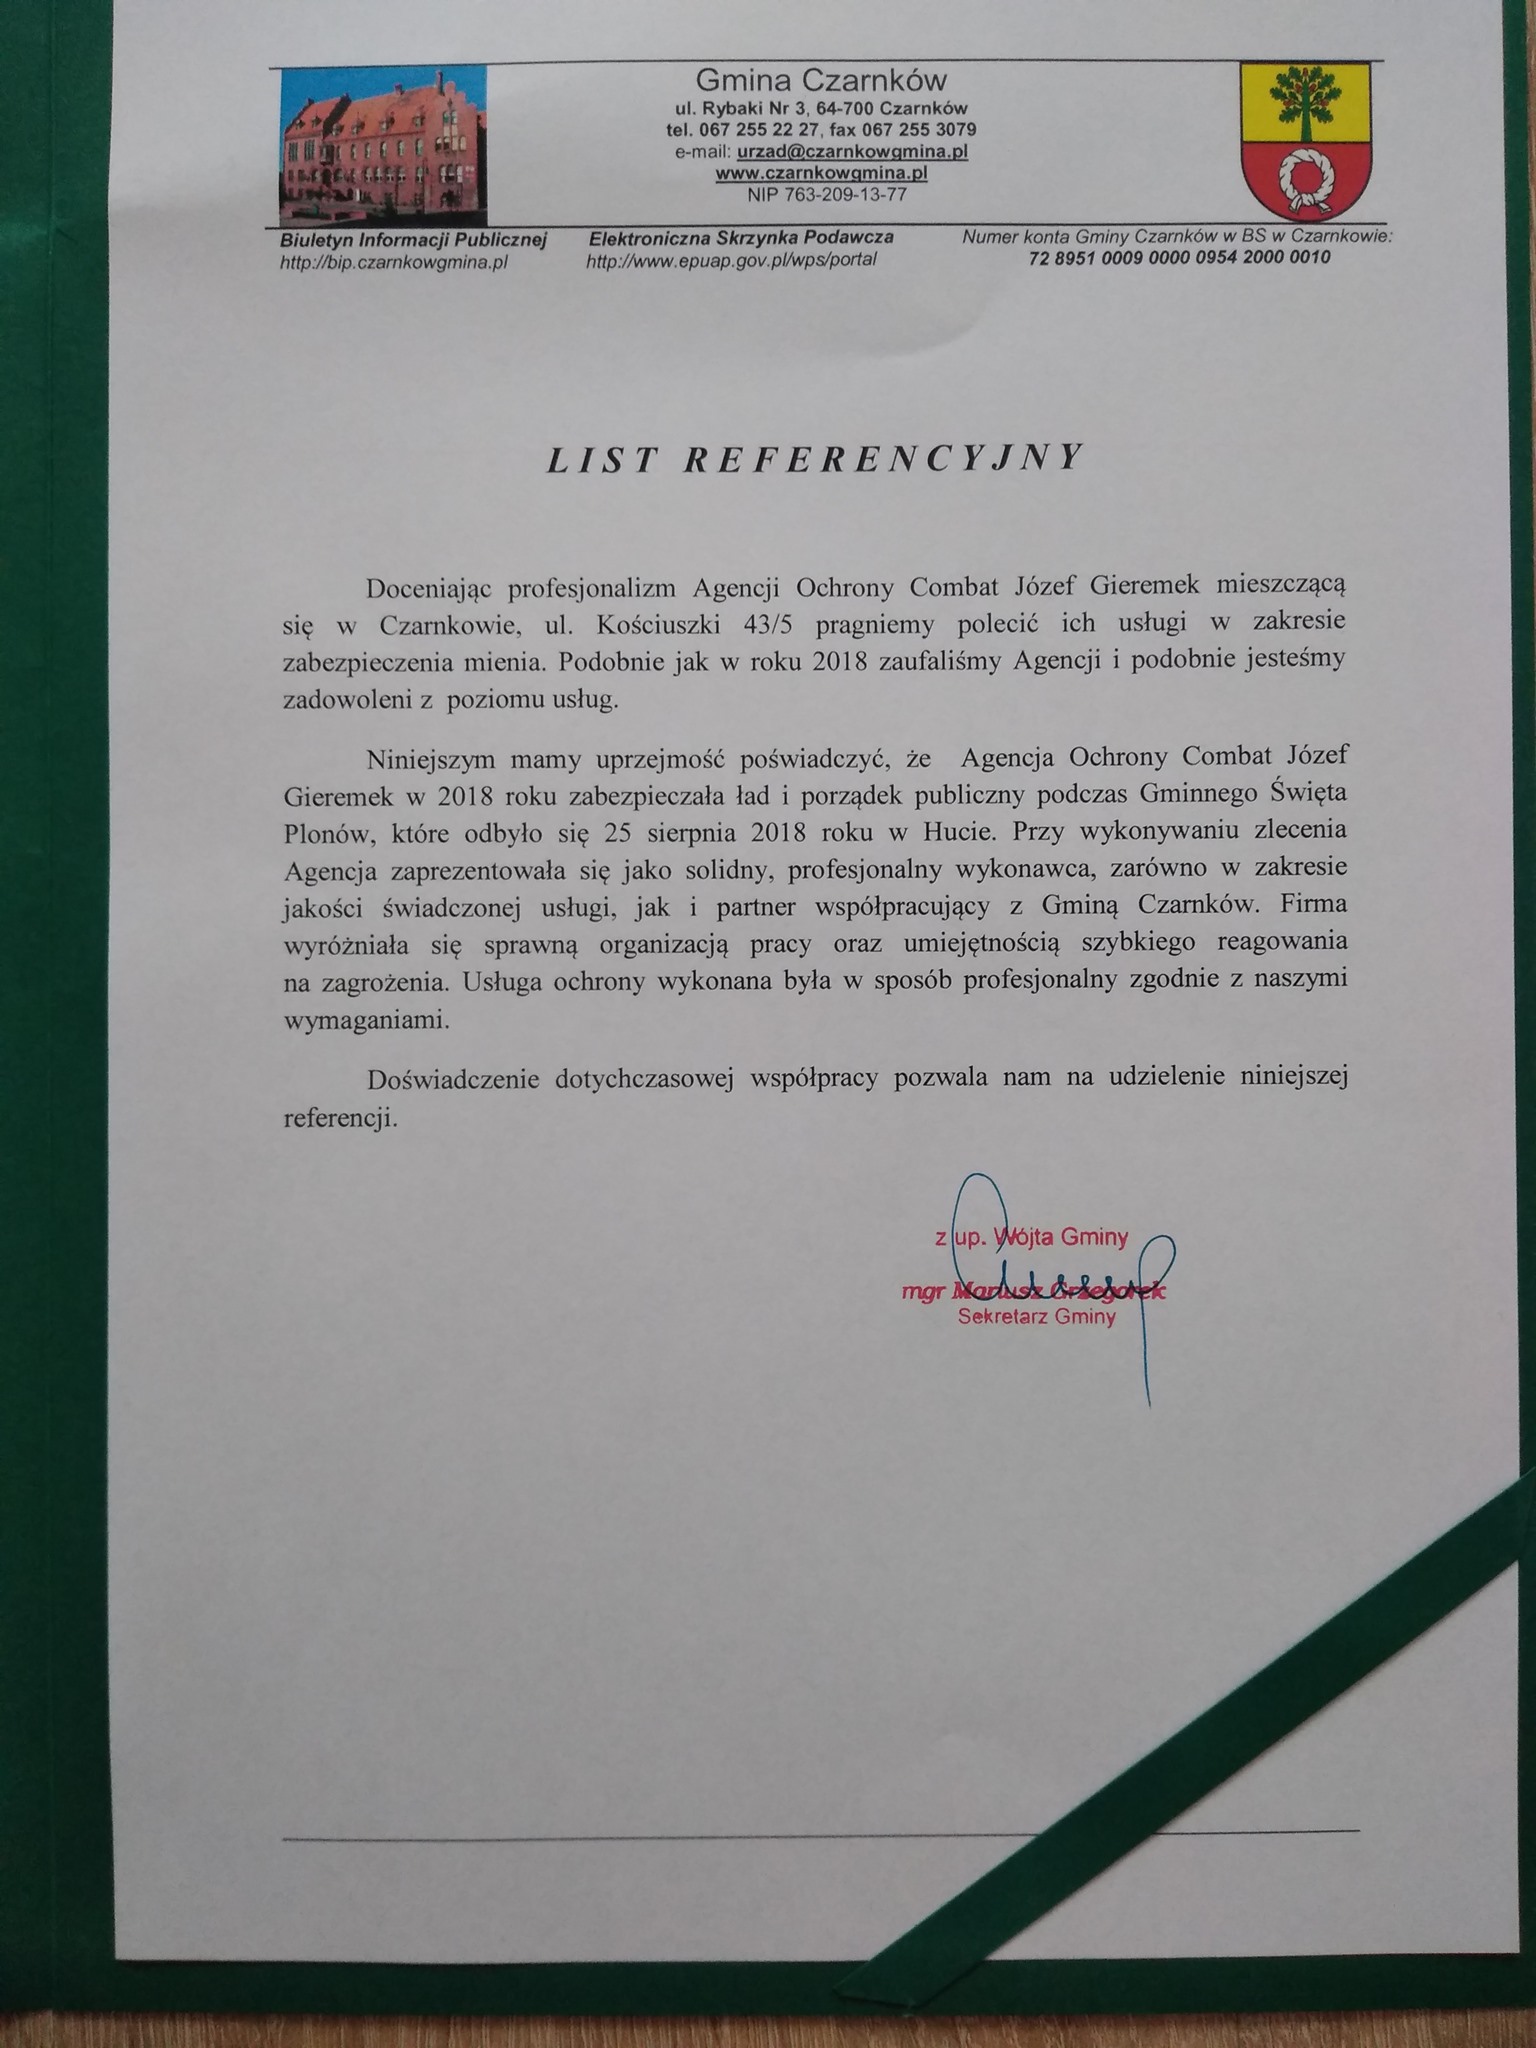 Gmina Czarnków
ul. Rybaki Nr 3, 64-700 Czarnków
tel. 067 255 22 27, fax 067 255 3079
e-mail: urzad@czarnkowgmina.pl
www.czarnkowgmina.pl
NIP 763-209-13-77
Biuletyn Informacji Publicznej
http://bip.czarnkowgmina.pl
Elektroniczna Skrzynka Podawcza
http://www.epuap.gov.pl/wps/portal
Numer konta Gminy Czarnków w BS w Czarnkowie:
72 8951 0009 0000 0954 2000 0010
LIST REFERENCYJNY
Doceniając profesjonalizm Agencji Ochrony Combat Józef Gieremek mieszczącą
się w Czarnkowie, ul. Kościuszki 43/5 pragniemy polecić ich usługi w zakresie
zabezpieczenia mienia. Podobnie jak w roku 2018 zaufaliśmy Agencji i podobnie jesteśmy
zadowoleni z poziomu usług.
Niniejszym mamy uprzejmość poświadczyć, że Agencja Ochrony Combat Józef
Gieremek w 2018 roku zabezpieczała ład i porządek publiczny podczas Gminnego Święta
Plonów, które odbyło się 25 sierpnia 2018 roku w Hucie. Przy wykonywaniu zlecenia
Agencja zaprezentowała się jako solidny, profesjonalny wykonawca, zarówno w zakresie
jakości świadczonej usługi, jak i partner współpracujący z Gminą Czarnków. Firma
wyróżniała się sprawną organizacją pracy oraz umiejętnością szybkiego reagowania
na zagrożenia. Usługa ochrony wykonana była w sposób profesjonalny zgodnie z naszymi
wymaganiami.
Doświadczenie dotychczasowej współpracy pozwala nam na udzielenie niniejszej
referencji.
z up. Wójta Gminy
mgr Mariusz Grzegorek
Sekretarz Gminy